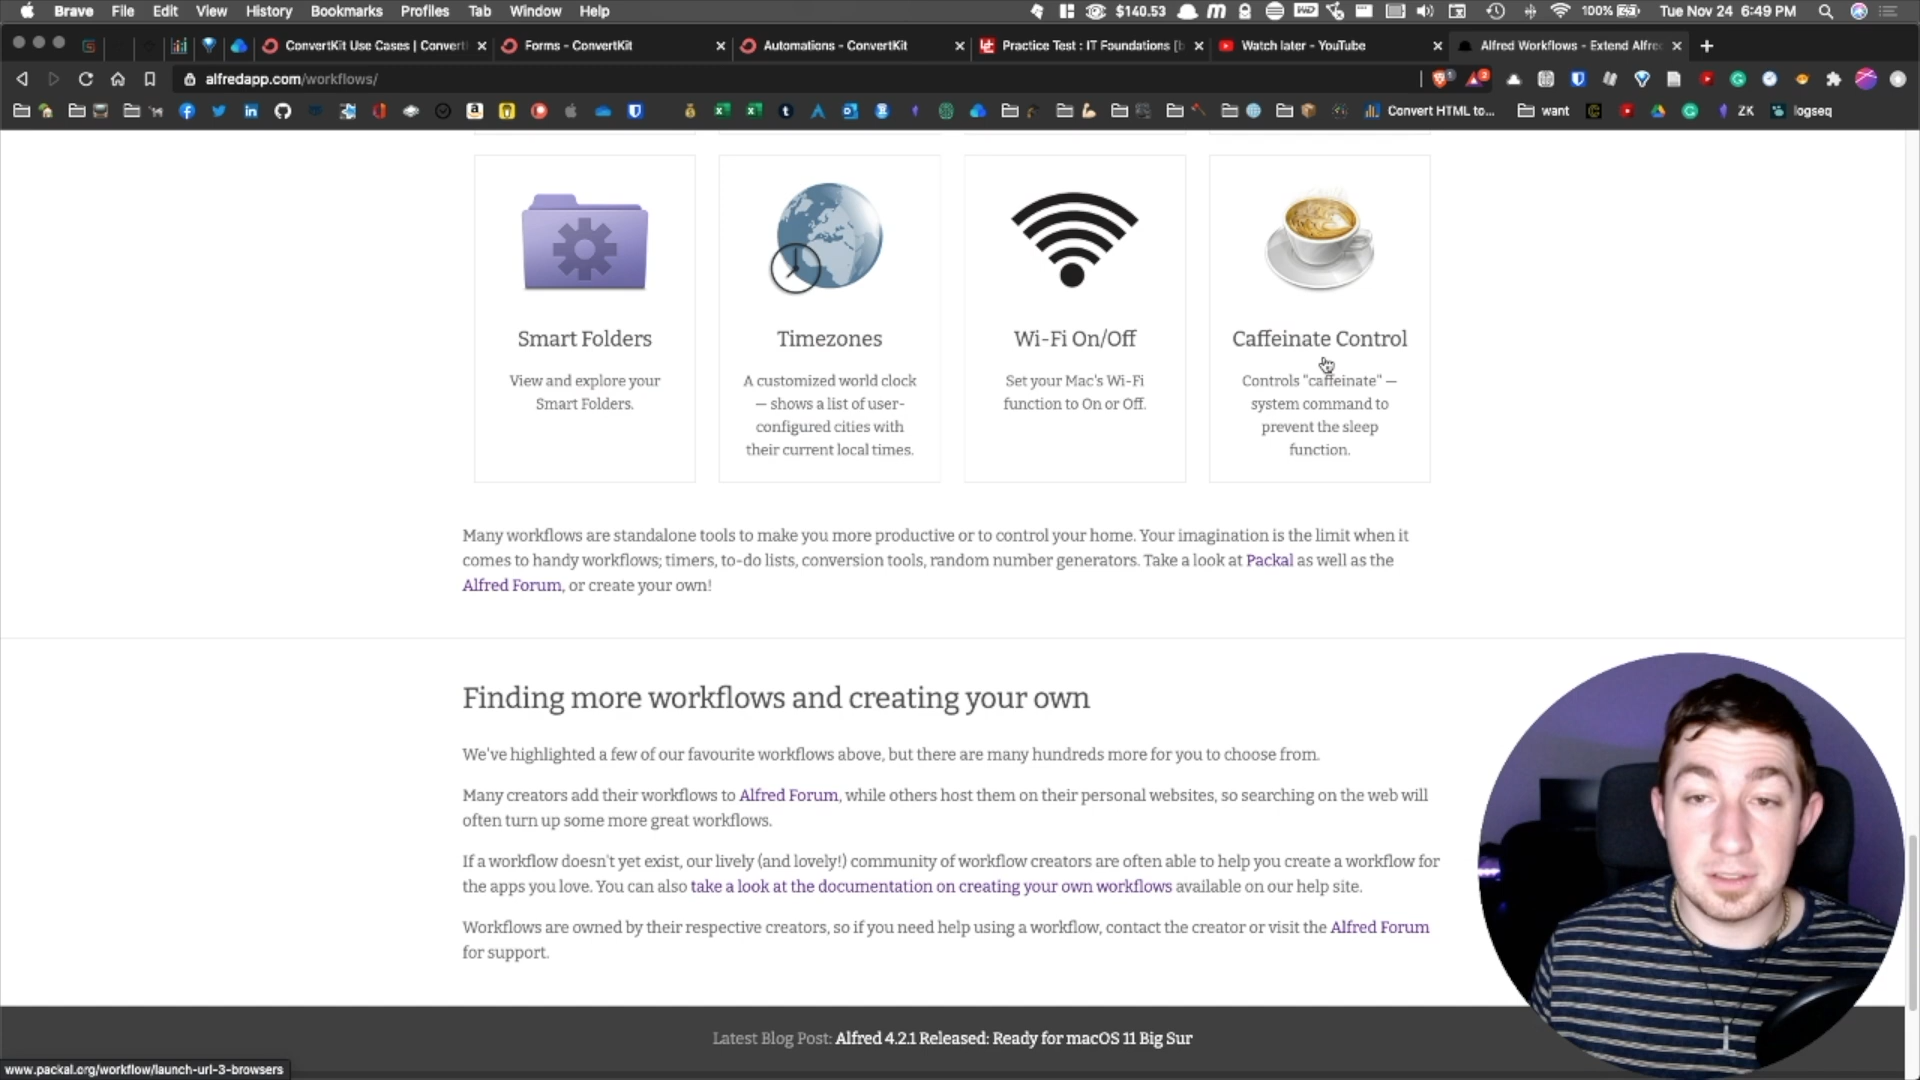 Brave File Edit View History Bookmarks Profiles Tab Window Help $140.53 100% Tue Nov 24 6:49 PM
ConvertKit Use Cases | Convert Forms - ConvertKit Automations - ConvertKit Practice Test : IT Foundations [b Watch later - YouTube Alfred Workflows - Extend Alfre
alfredapp.com/workflows/
Convert HTML to... want ZK logseq
Smart Folders
View and explore your
Smart Folders.
Timezones
A customized world clock
— shows a list of user-
configured cities with
their current local times.
Wi-Fi On/Off
Set your Mac's Wi-Fi
function to On or Off.
Caffeinate Control
Controls "caffeinate" —
system command to
prevent the sleep
function.
Many workflows are standalone tools to make you more productive or to control your home. Your imagination is the limit when it
comes to handy workflows; timers, to-do lists, conversion tools, random number generators. Take a look at Packal as well as the
Alfred Forum, or create your own!
Finding more workflows and creating your own
We've highlighted a few of our favourite workflows above, but there are many hundreds more for you to choose from.
Many creators add their workflows to Alfred Forum, while others host them on their personal websites, so searching on the web will
often turn up some more great workflows.
If a workflow doesn't yet exist, our lively (and lovely!) community of workflow creators are often able to help you create a workflow for
the apps you love. You can also take a look at the documentation on creating your own workflows available on our help site.
Workflows are owned by their respective creators, so if you need help using a workflow, contact the creator or visit the Alfred Forum
for support.
Latest Blog Post: Alfred 4.2.1 Released: Ready for macOS 11 Big Sur
www.packal.org/workflow/launch-url-3-browsers